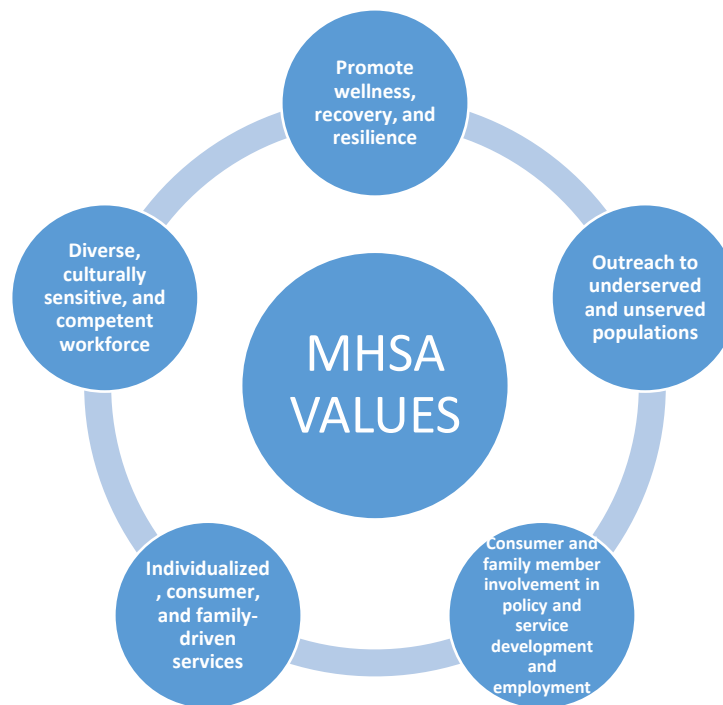 Promote
wellness,
recovery, and
resilience
Outreach to
underserved
and unserved
populations
Consumer and
family member
involvement in
policy and
service
development
and
employment
Individualized
, consumer,
and family-
driven
services
Diverse,
culturally
sensitive, and
competent
workforce
MHSA
VALUES